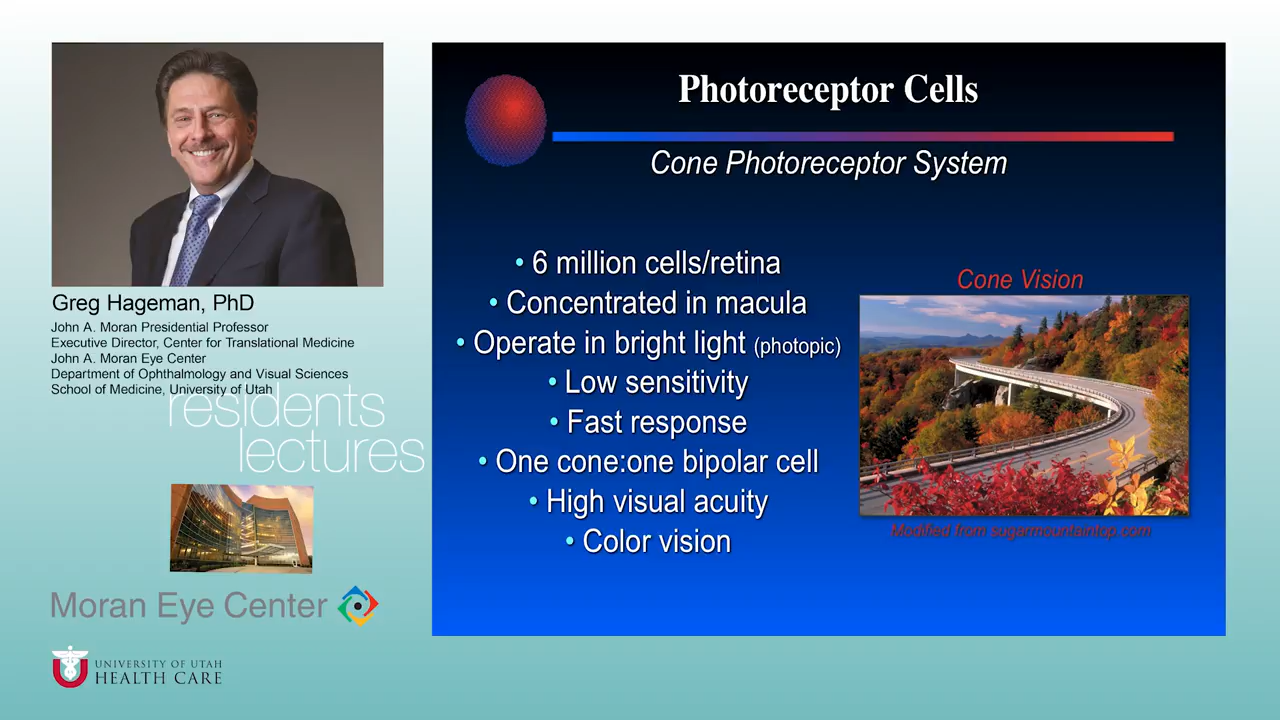 Greg Hageman, PhD
John A. Moran Presidential Professor
Executive Director, Center for Translational Medicine
John A. Moran Eye Center
Department of Ophthalmology and Visual Sciences
School of Medicine, University of Utah
residents
lectures
Moran Eye Center
UNIVERSITY OF UTAH
HEALTH CARE
Photoreceptor Cells
Cone Photoreceptor System
• 6 million cells/retina
• Concentrated in macula
• Operate in bright light (photopic)
• Low sensitivity
• Fast response
• One cone:one bipolar cell
• High visual acuity
• Color vision
Cone Vision
Modified from sugarmountaintop.com